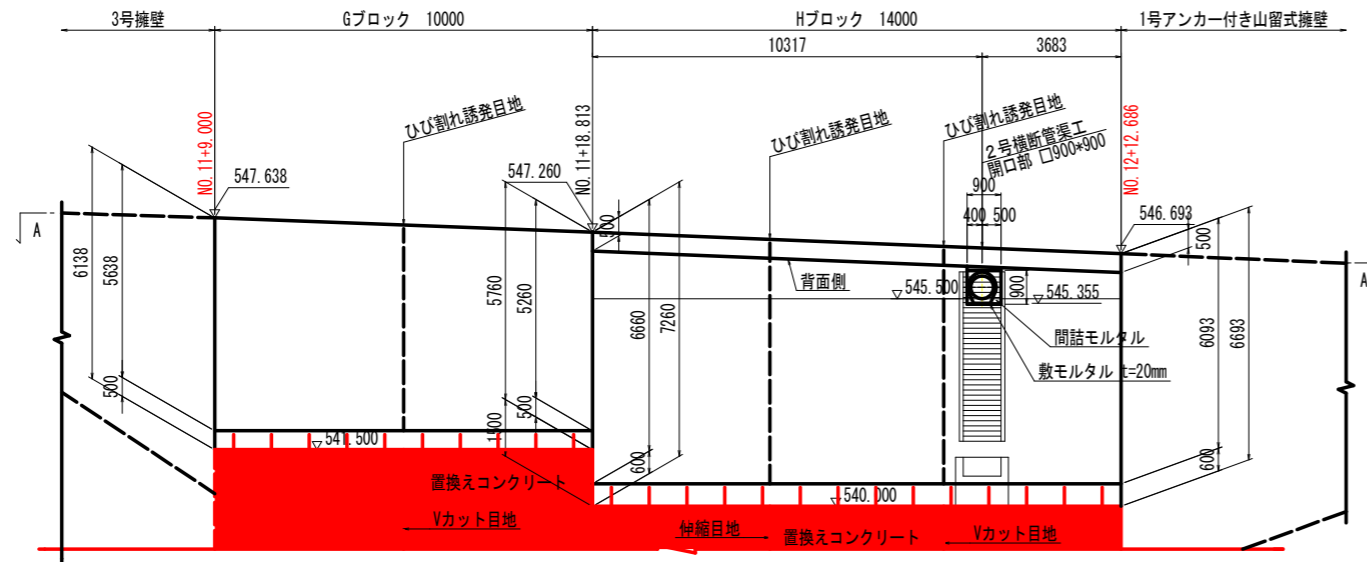 3号擁壁
Gブロック 10000
Hブロック 14000
1号アンカー付き山留式擁壁
10317
3683
NO.11+9.000
ひび割れ誘発目地
NO.11+18.813
ひび割れ誘発目地
ひび割れ誘発目地
2号横断管渠工
開口部 □900*900
NO.12+12.686
547.638
547.260
900
400
500
546.693
A
A
6138
5638
500
5760
5260
500
1500
500
6660
7260
600
背面側
545.500
900
545.355
500
6093
6693
600
間詰モルタル
敷モルタル t=20mm
541.500
540.000
置換えコンクリート
Vカット目地
伸縮目地
置換えコンクリート
Vカット目地